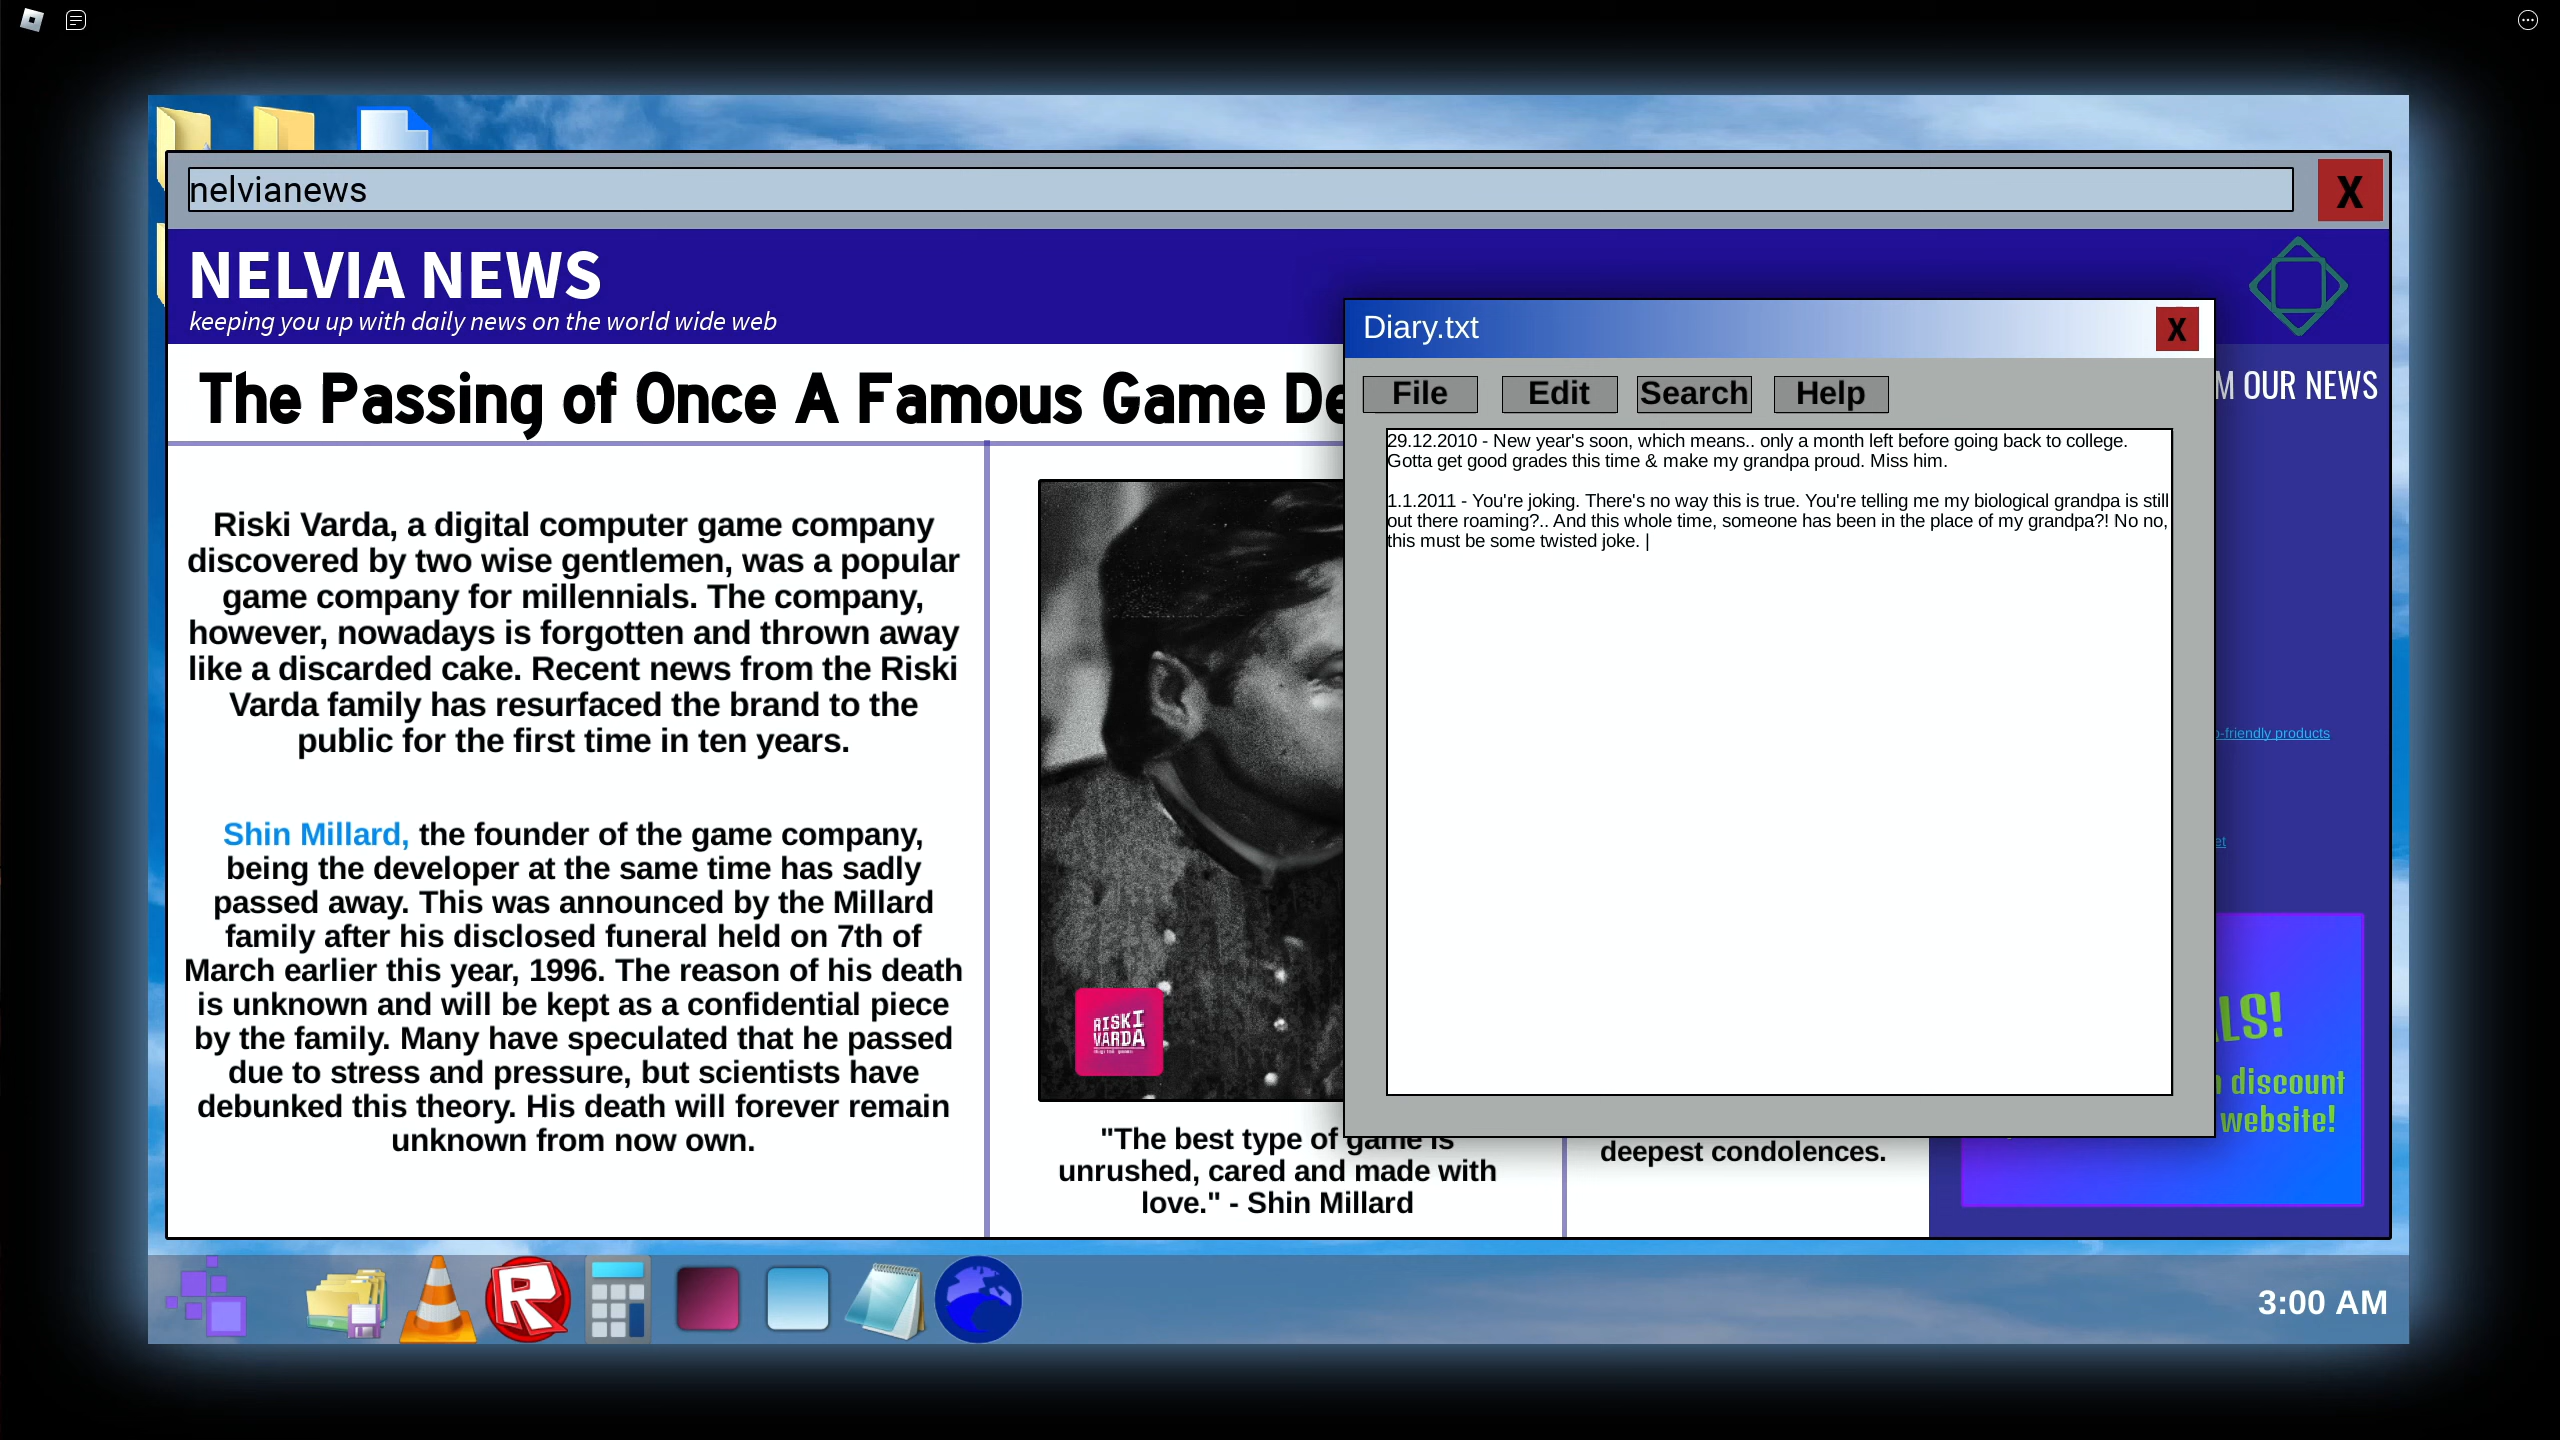 nelvianews
X
NELVIA NEWS
keeping you up with daily news on the world wide web
The Passing of Once A Famous Game De
M OUR NEWS
Riski Varda, a digital computer game company
discovered by two wise gentlemen, was a popular
game company for millennials. The company,
however, nowadays is forgotten and thrown away
like a discarded cake. Recent news from the Riski
Varda family has resurfaced the brand to the
public for the first time in ten years.
Shin Millard, the founder of the game company,
being the developer at the same time has sadly
passed away. This was announced by the Millard
family after his disclosed funeral held on 7th of
March earlier this year, 1996. The reason of his death
is unknown and will be kept as a confidential piece
by the family. Many have speculated that he passed
due to stress and pressure, but scientists have
debunked this theory. His death will forever remain
unknown from now own.
RISKI
VARDA
"The best type of game is
unrushed, cared and made with
love." - Shin Millard
deepest condolences.
Diary.txt
X
File Edit Search Help
29.12.2010 - New year's soon, which means.. only a month left before going back to college.
Gotta get good grades this time & make my grandpa proud. Miss him.
1.1.2011 - You're joking. There's no way this is true. You're telling me my biological grandpa is still
out there roaming?.. And this whole time, someone has been in the place of my grandpa?! No no,
this must be some twisted joke. |
o-friendly products
et
LS!
discount
website!
3:00 AM